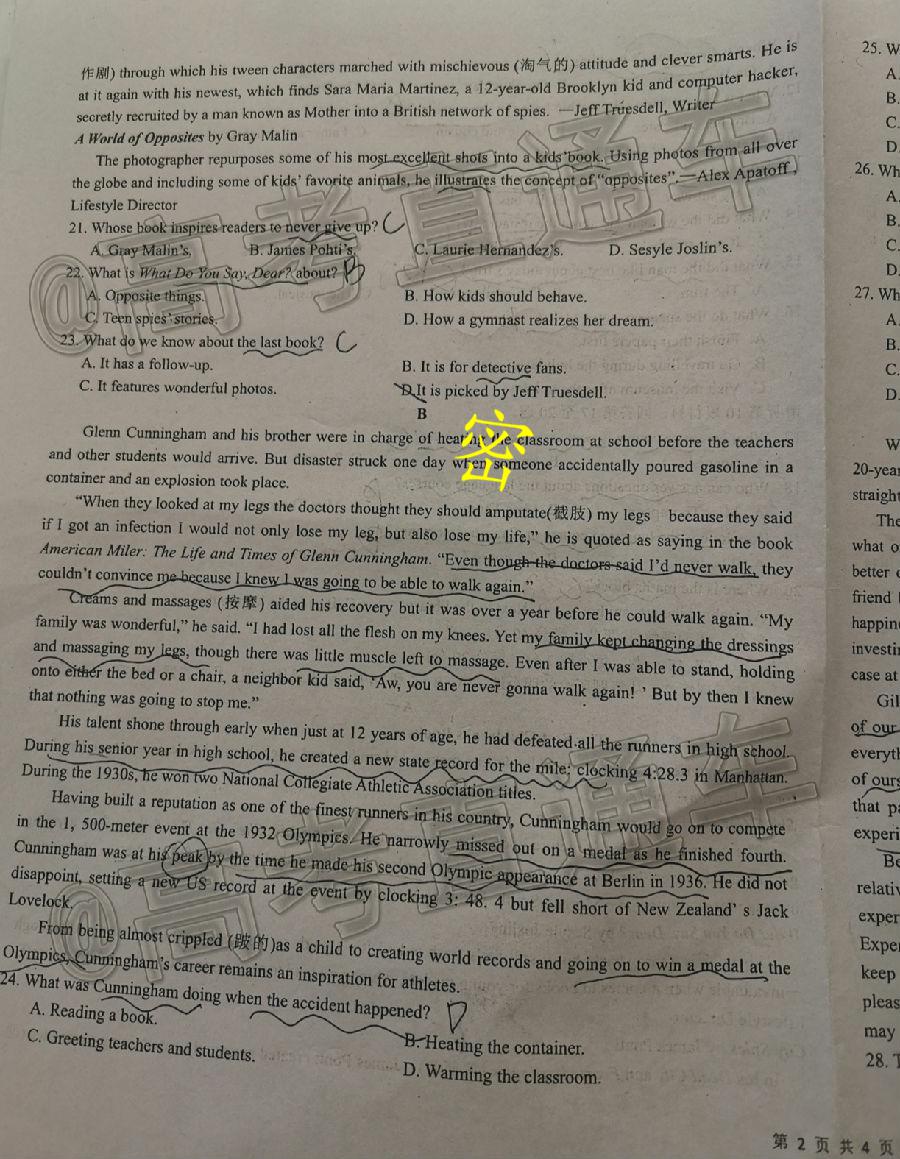 作剧) through which his tween characters marched with mischievous (淘气的) attitude and clever smarts. He is
at it again with his newest, which finds Sara Maria Martinez, a 12-year-old Brooklyn kid and computer hacker,
secretly recruited by a man known as Mother into a British network of spies. —Jeff Truesdell, Writer
A World of Opposites by Gray Malin
The photographer repurposes some of his most excellent shots into a kids' book. Using photos from all over
the globe and including some of kids' favorite animals, he illustrates the concept of "opposites".—Alex Apatoff,
Lifestyle Director
21. Whose book inspires readers to never give up? C
A. Gray Malin's. B. James Pohti's. C. Laurie Hernandez's. D. Sesyle Joslin's.
22. What is What Do You Say, Dear? about? B
A. Opposite things. B. How kids should behave.
C. Teen spies' stories. D. How a gymnast realizes her dream.
23. What do we know about the last book? C
A. It has a follow-up. B. It is for detective fans.
C. It features wonderful photos. D. It is picked by Jeff Truesdell.
B
Glenn Cunningham and his brother were in charge of heating the classroom at school before the teachers
and other students would arrive. But disaster struck one day when someone accidentally poured gasoline in a
container and an explosion took place.
密
"When they looked at my legs the doctors thought they should amputate(截肢) my legs because they said
if I got an infection I would not only lose my leg, but also lose my life," he is quoted as saying in the book
American Miler: The Life and Times of Glenn Cunningham. "Even though the doctors said I'd never walk, they
couldn't convince me because I knew I was going to be able to walk again."
Creams and massages (按摩) aided his recovery but it was over a year before he could walk again. "My
family was wonderful," he said. "I had lost all the flesh on my knees. Yet my family kept changing the dressings
and massaging my legs, though there was little muscle left to massage. Even after I was able to stand, holding
onto either the bed or a chair, a neighbor kid said, 'Aw, you are never gonna walk again! ' But by then I knew
that nothing was going to stop me."
His talent shone through early when just at 12 years of age, he had defeated all the runners in high school.
During his senior year in high school, he created a new state record for the mile; clocking 4:28.3 in Manhattan.
During the 1930s, he won two National Collegiate Athletic Association titles.
Having built a reputation as one of the finest runners in his country, Cunningham would go on to compete
in the 1, 500-meter event at the 1932 Olympics. He narrowly missed out on a medal as he finished fourth.
Cunningham was at his peak by the time he made his second Olympic appearance at Berlin in 1936. He did not
disappoint, setting a new US record at the event by clocking 3: 48. 4 but fell short of New Zealand' s Jack
Lovelock.
From being almost crippled (跛的)as a child to creating world records and going on to win a medal at the
Olympics, Cunningham's career remains an inspiration for athletes.
24. What was Cunningham doing when the accident happened? D
A. Reading a book. B. Heating the container.
C. Greeting teachers and students. D. Warming the classroom.
第 2 页 共 4 页
@高考直通车
@高考直通车
25. W
A.
B.
C.
D.
26. Wh
A.
B.
C.
D.
27. Wh
A.
B.
C.
D.
W
20-year
straight
The
what o
better
friend
happin
investi
case at
Gil
of our
everyth
of ours
that pa
experi
Be
relativ
exper
Expe
keep
pleas
may
28. T